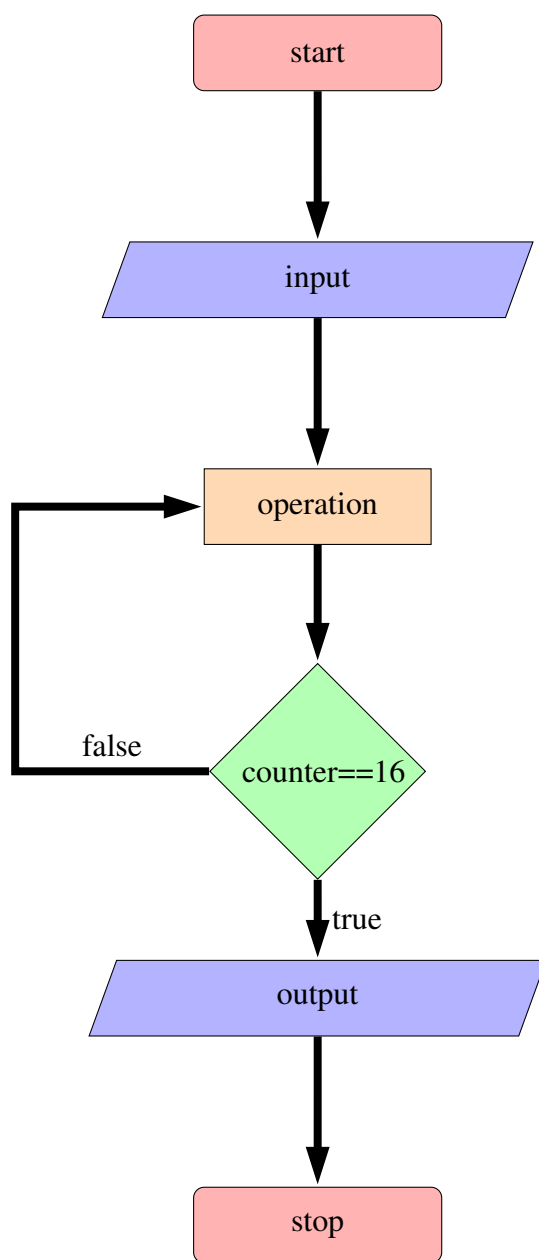 start
input
operation
false
counter==16
true
output
stop